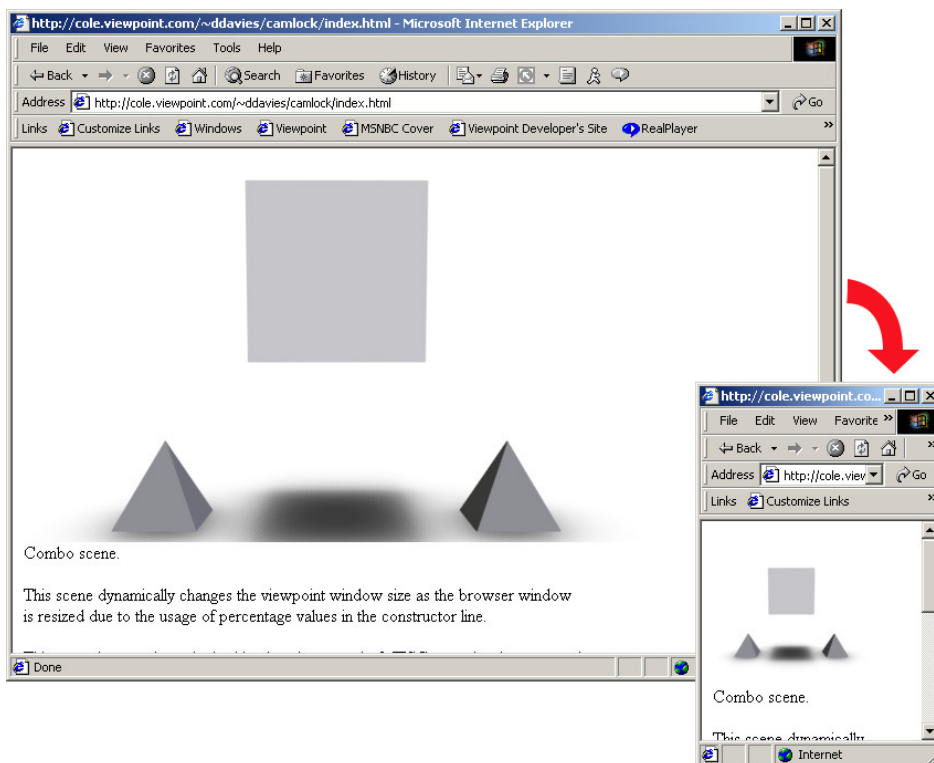 http://cole.viewpoint.com/~ddavies/camlock/index.html - Microsoft Internet Explorer
File Edit View Favorites Tools Help
Back Search Favorites History
Address http://cole.viewpoint.com/~ddavies/camlock/index.html Go
Links Customize Links Windows Viewpoint MSNBC Cover Viewpoint Developer's Site RealPlayer »
Combo scene.
This scene dynamically changes the viewpoint window size as the browser window
is resized due to the usage of percentage values in the constructor line.
Done
http://cole.viewpoint.co...
File Edit View Favorite »
Back »
Address http://cole.view Go
Links Customize Links »
Combo scene.
This scene dynamically
Internet